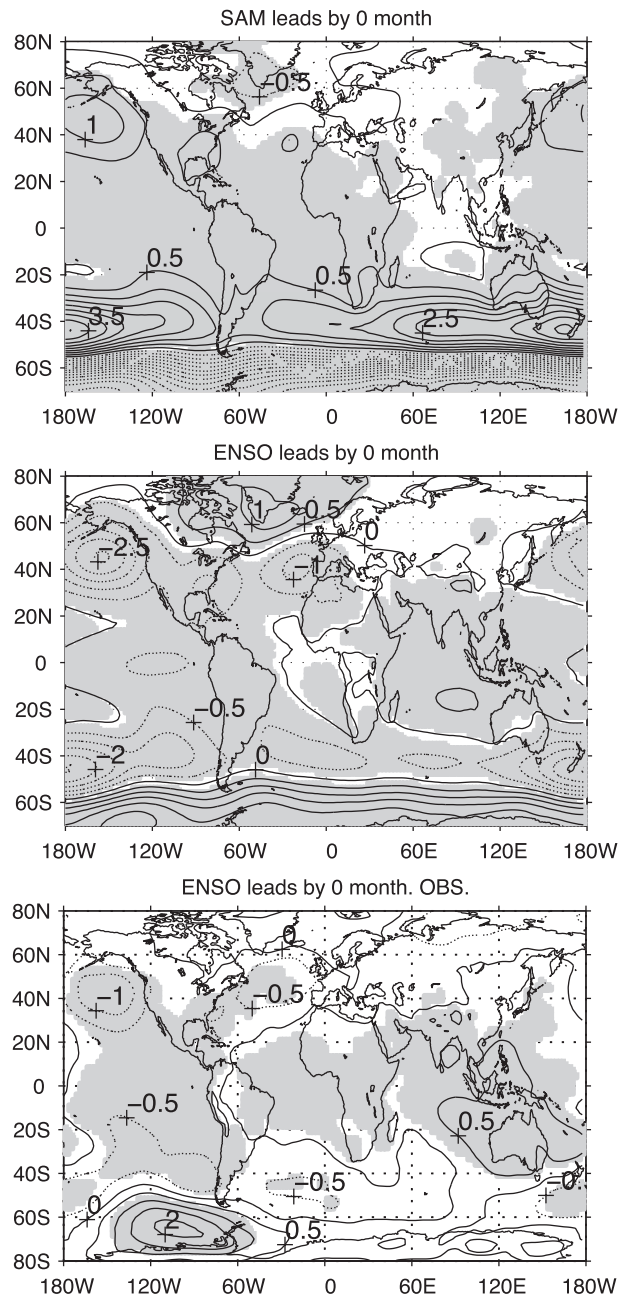 SAM leads by 0 month
80N
−0.5
60N
1
40N
20N
0
0.5
0.5
20S
3.5
2.5
40S
60S
180W 120W 60W 0 60E 120E 180W
ENSO leads by 0 month
80N
1 0.5
60N
0
−2.5
−1
40N
20N
0
−0.5
20S
−2
0
40S
60S
180W 120W 60W 0 60E 120E 180W
ENSO leads by 0 month. OBS.
80N
0
60N
−1
−0.5
40N
20N
0
−0.5
0.5
20S
−0.5
40S
0
60S
2
0.5
80S
180W 120W 60W 0 60E 120E 180W